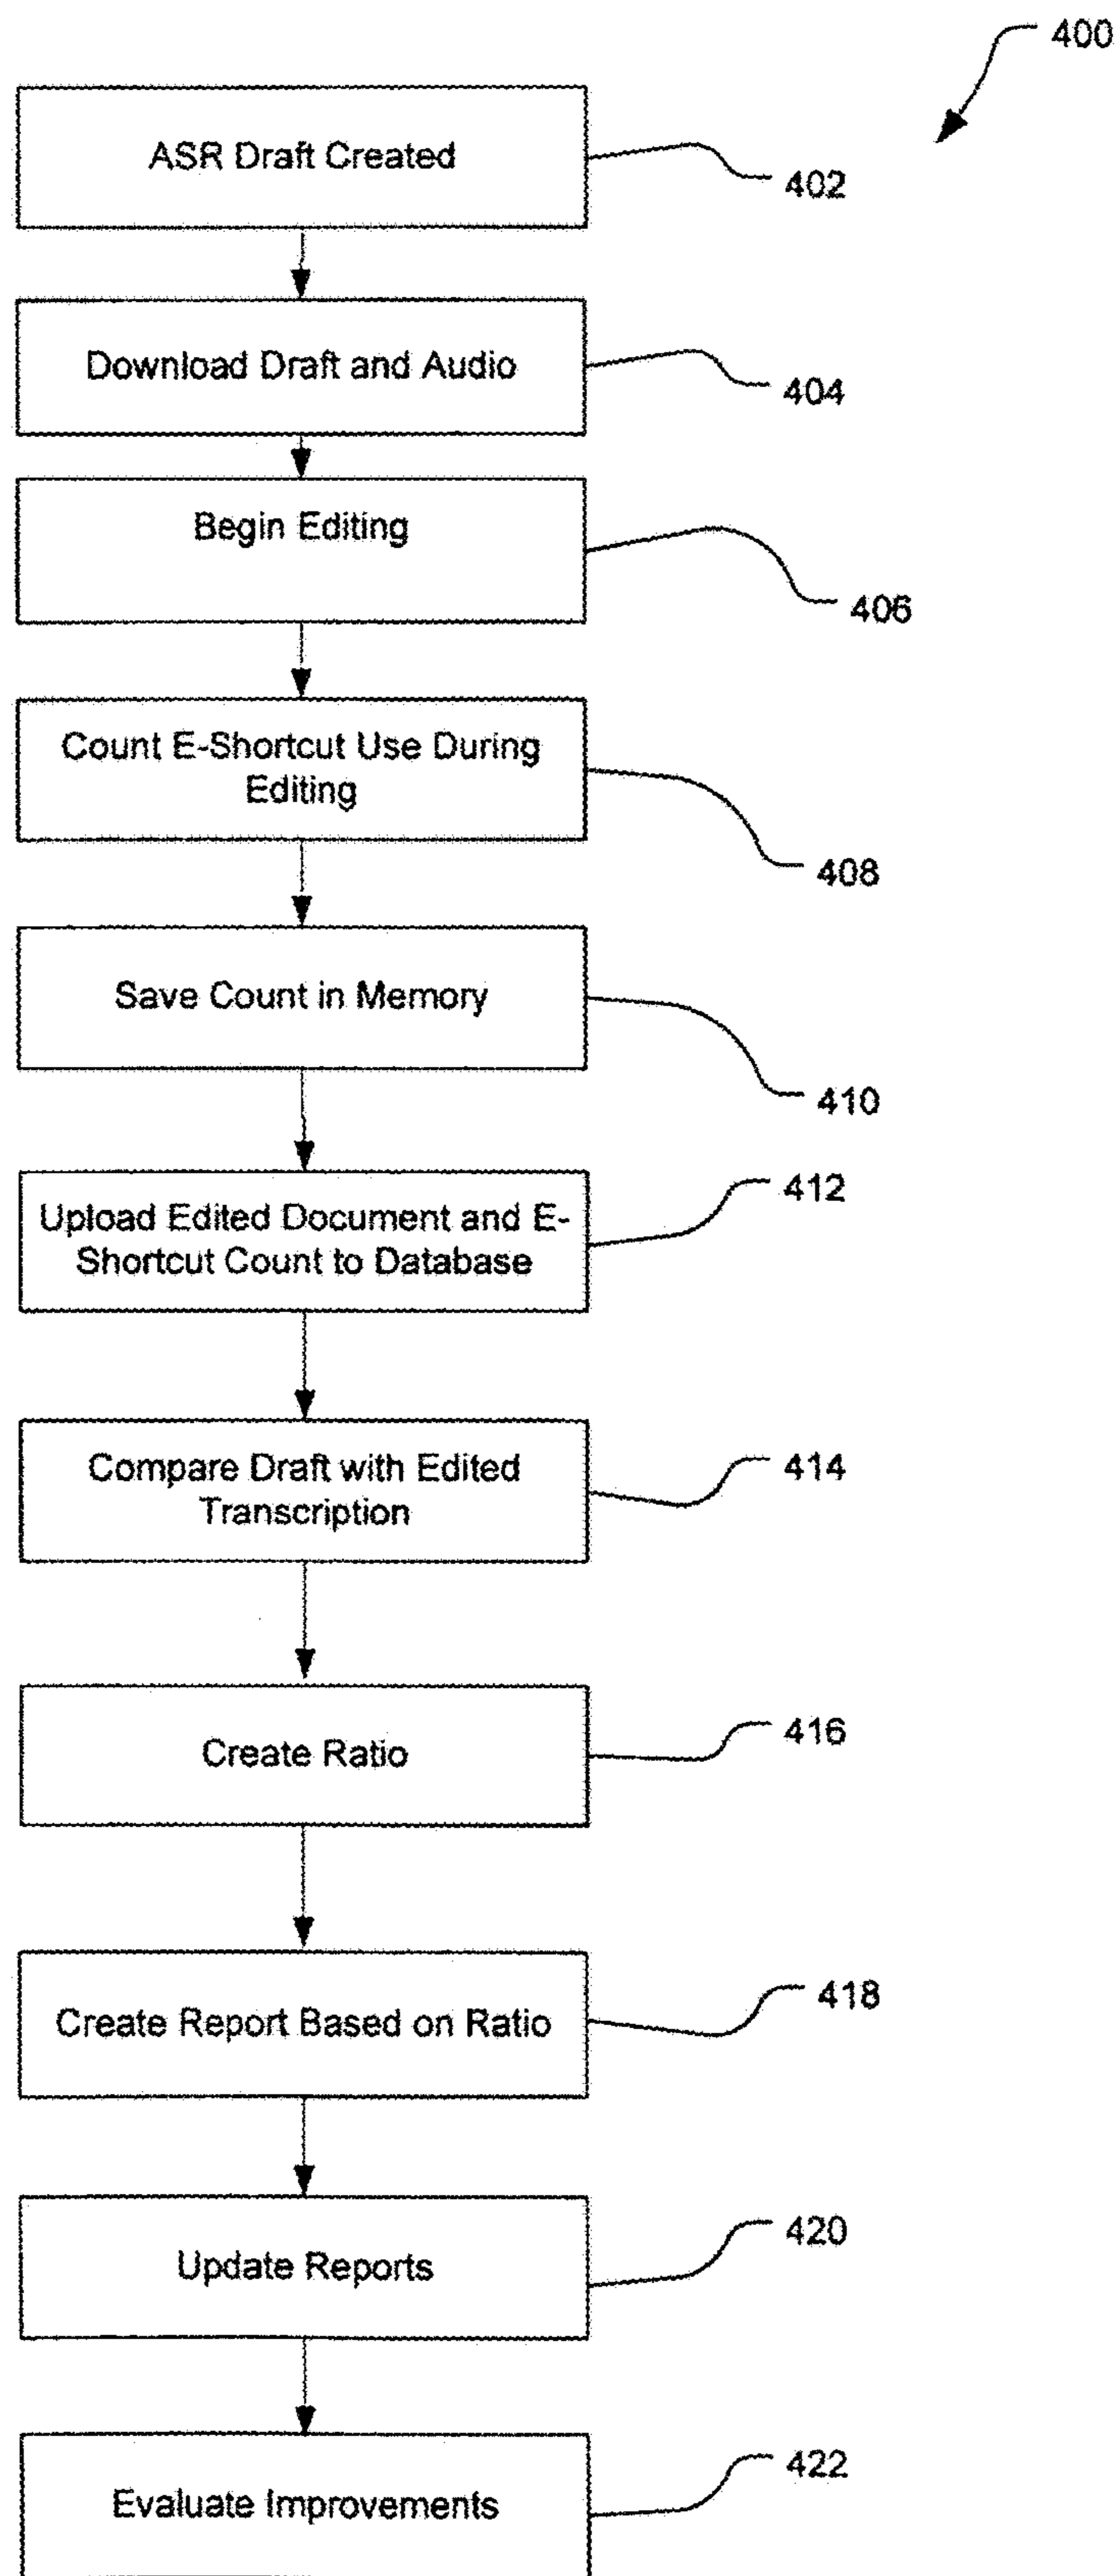 400
ASR Draft Created
402
Download Draft and Audio
404
Begin Editing
406
Count E-Shortcut Use During
Editing
408
Save Count in Memory
410
Upload Edited Document and E-
Shortcut Count to Database
412
Compare Draft with Edited
Transcription
414
Create Ratio
416
Create Report Based on Ratio
418
Update Reports
420
Evaluate Improvements
422